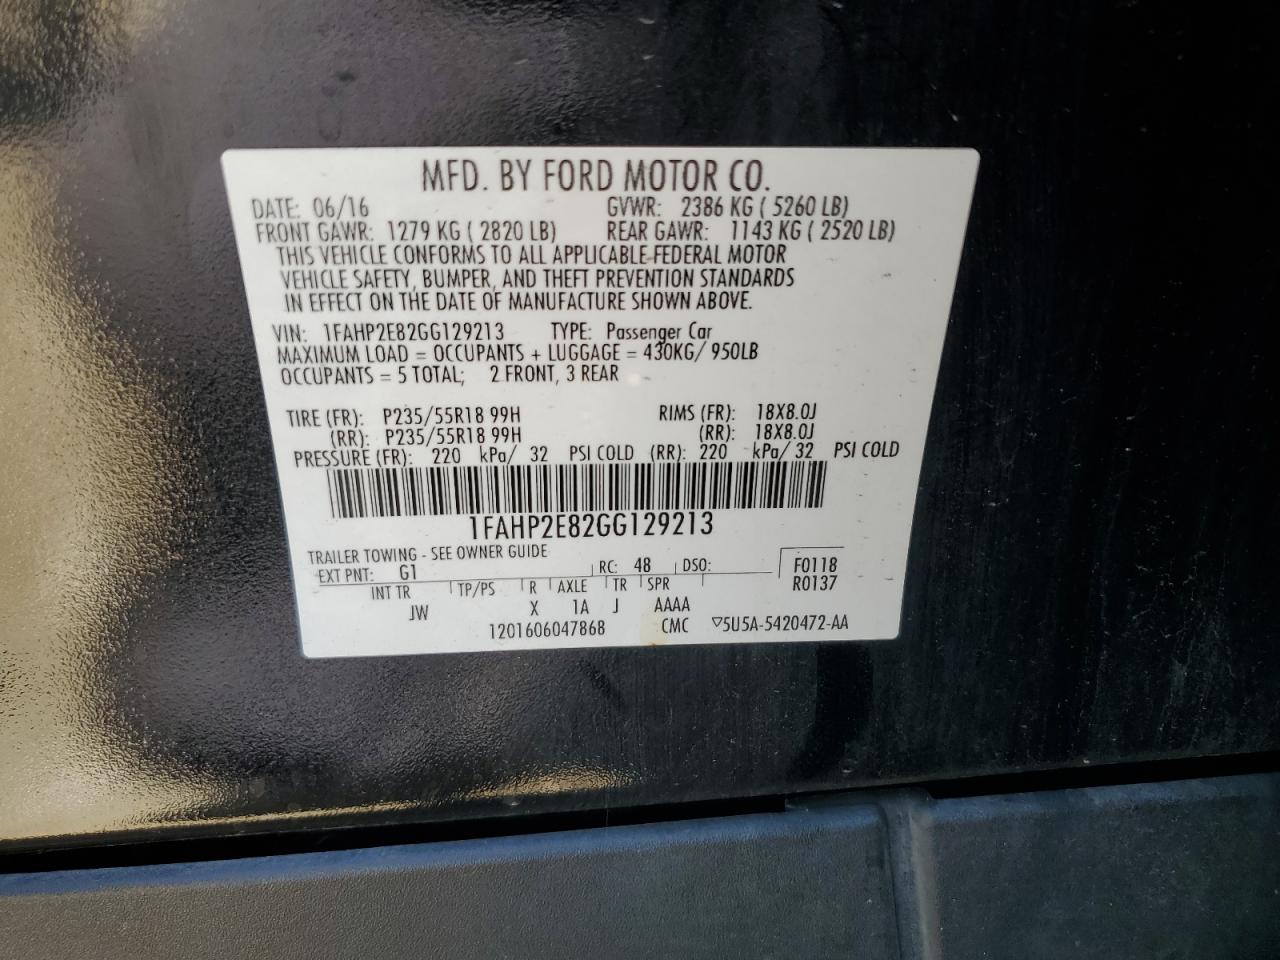 MFD. BY FORD MOTOR CO.
DATE: 06/16 GVWR: 2386 KG ( 5260 LB)
FRONT GAWR: 1279 KG ( 2820 LB) REAR GAWR: 1143 KG ( 2520 LB)
THIS VEHICLE CONFORMS TO ALL APPLICABLE FEDERAL MOTOR
VEHICLE SAFETY, BUMPER, AND THEFT PREVENTION STANDARDS
IN EFFECT ON THE DATE OF MANUFACTURE SHOWN ABOVE.
VIN: 1FAHP2E82GG129213 TYPE: Passenger Car
MAXIMUM LOAD = OCCUPANTS + LUGGAGE = 430KG/ 950LB
OCCUPANTS = 5 TOTAL; 2 FRONT, 3 REAR
TIRE (FR): P235/55R18 99H RIMS (FR): 18X8.0J
(RR): P235/55R18 99H (RR): 18X8.0J
PRESSURE (FR): 220 kPa/ 32 PSI COLD (RR): 220 kPa/ 32 PSI COLD
1FAHP2E82GG129213
TRAILER TOWING - SEE OWNER GUIDE
EXT PNT: G1 RC: 48 DSO: F0118
R0137
INT TR TP/PS R AXLE TR SPR
JW X 1A J AAAA
1201606047868 CMC ▽5U5A-5420472-AA